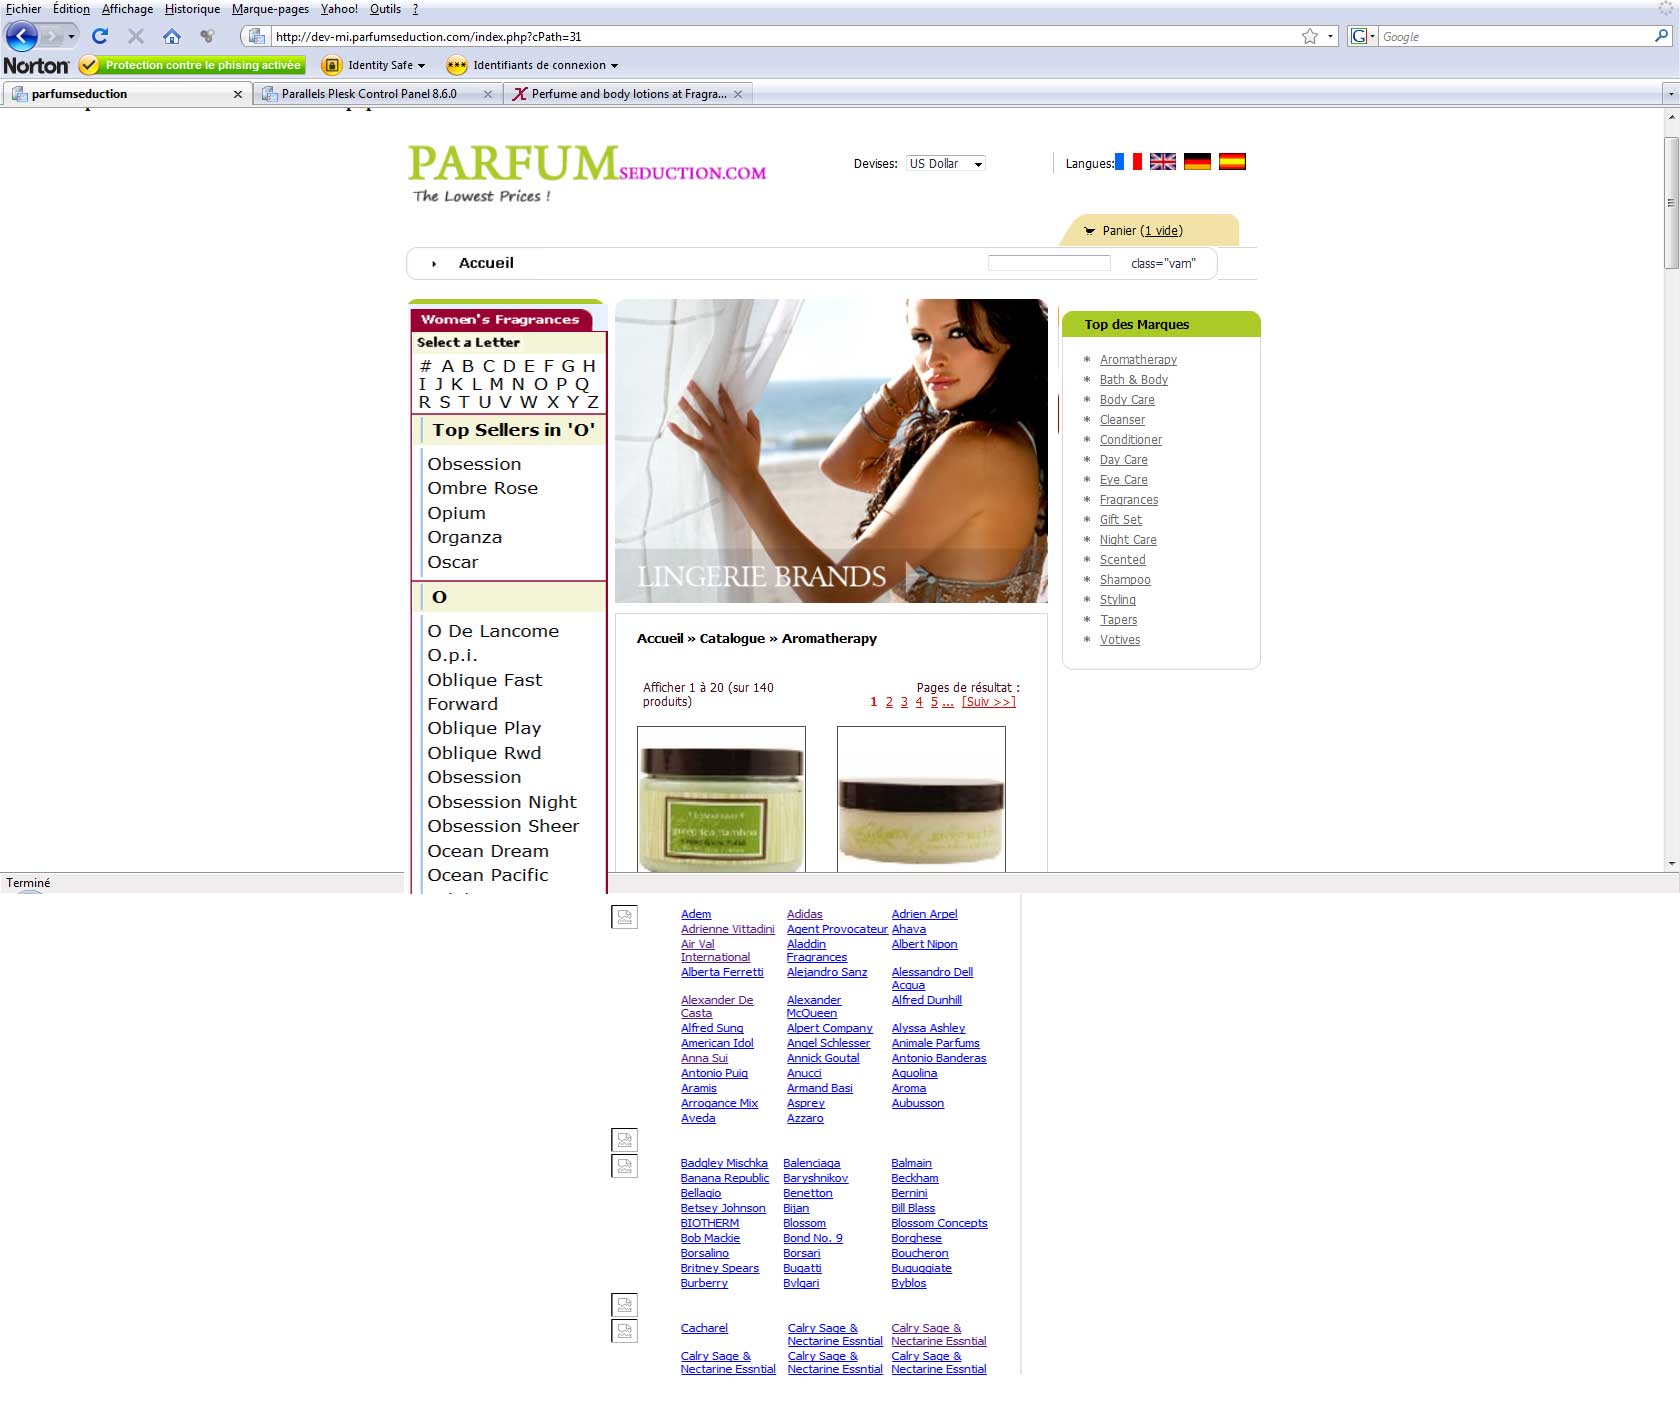 Fichier Édition Affichage Historique Marque-pages Yahoo! Outils ?
http://dev-mi.parfumseduction.com/index.php?cPath=31
G Google
Norton Protection contre le phising activée Identity Safe Identifiants de connexion
parfumseduction Parallels Plesk Control Panel 8.6.0 Perfume and body lotions at Fragra...
PARFUMSEDUCTION.COM
The Lowest Prices !
Devises: US Dollar
Langues:
Panier (1 vide)
Accueil
class="vam"
Women's Fragrances
Select a Letter
# A B C D E F G H
I J K L M N O P Q
R S T U V W X Y Z
Top Sellers in 'O'
Obsession
Ombre Rose
Opium
Organza
Oscar
O
O De Lancome
O.p.i.
Oblique Fast
Forward
Oblique Play
Oblique Rwd
Obsession
Obsession Night
Obsession Sheer
Ocean Dream
Ocean Pacific
LINGERIE BRANDS
Accueil » Catalogue » Aromatherapy
Afficher 1 à 20 (sur 140
produits)
Pages de résultat :
1 2 3 4 5 ... [Suiv >>]
Top des Marques
* Aromatherapy
* Bath & Body
* Body Care
* Cleanser
* Conditioner
* Day Care
* Eye Care
* Fragrances
* Gift Set
* Night Care
* Scented
* Shampoo
* Styling
* Tapers
* Votives
Terminé
Adem Adidas Adrien Arpel
Adrienne Vittadini Agent Provocateur Ahava
Air Val International Aladdin Fragrances Albert Nipon
Alberta Ferretti Alejandro Sanz Alessandro Dell Acqua
Alexander De Casta Alexander McQueen Alfred Dunhill
Alfred Sung Alpert Company Alyssa Ashley
American Idol Angel Schlesser Animale Parfums
Anna Sui Annick Goutal Antonio Banderas
Antonio Puig Anucci Aquolina
Aramis Armand Basi Aroma
Arrogance Mix Asprey Aubusson
Aveda Azzaro
Badgley Mischka Balenciaga Balmain
Banana Republic Baryshnikov Beckham
Bellagio Benetton Bernini
Betsey Johnson Bijan Bill Blass
BIOTHERM Blossom Blossom Concepts
Bob Mackie Bond No. 9 Borghese
Borsalino Borsari Boucheron
Britney Spears Bugatti Buguggiate
Burberry Bvlgari Byblos
Cacharel Calry Sage & Nectarine Essntial Calry Sage & Nectarine Essntial
Calry Sage & Nectarine Essntial Calry Sage & Nectarine Essntial Calry Sage & Nectarine Essntial